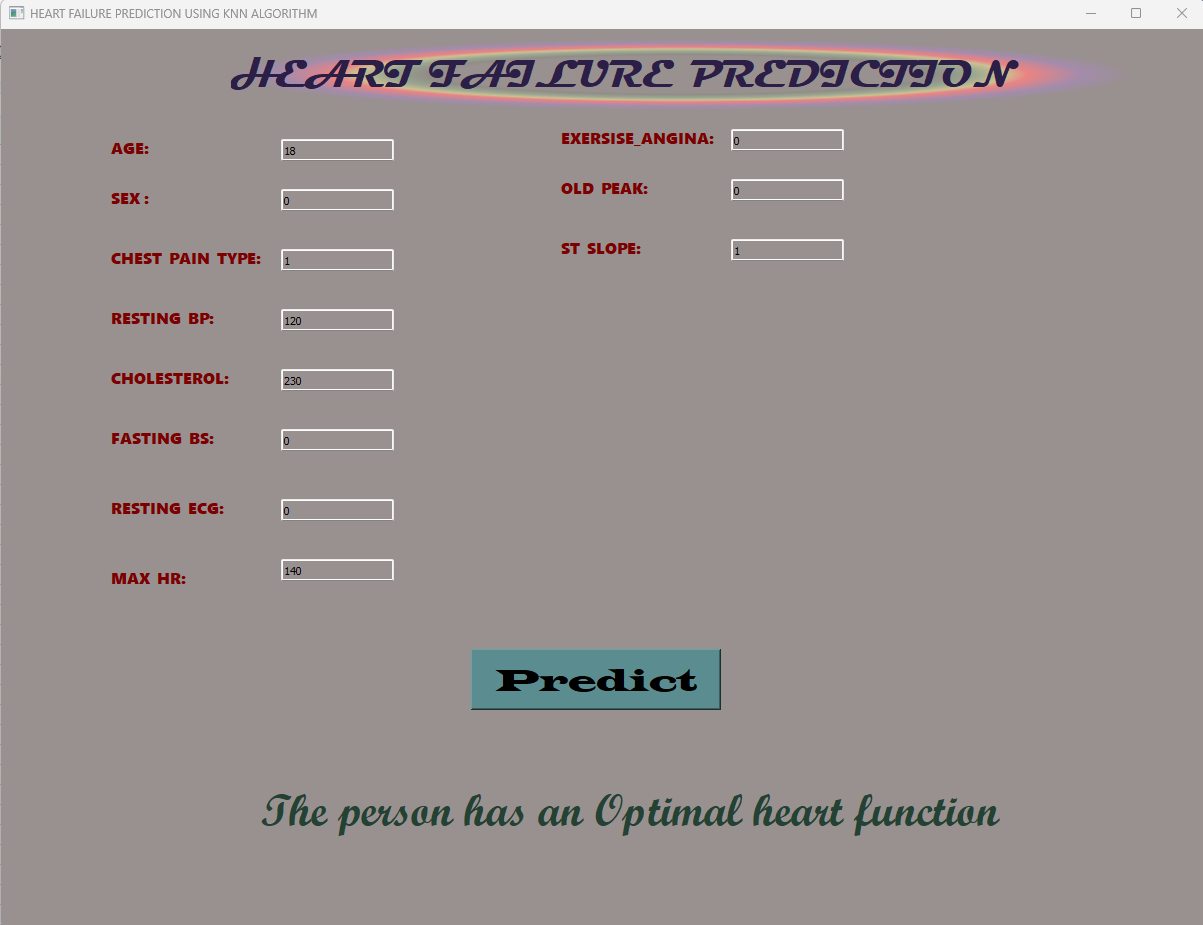 HEART FAILURE PREDICTION USING KNN ALGORITHM
HEART FAILURE PREDICTION
AGE: 18
SEX : 0
CHEST PAIN TYPE: 1
RESTING BP: 120
CHOLESTEROL: 230
FASTING BS: 0
RESTING ECG: 0
MAX HR: 140
EXERSISE_ANGINA: 0
OLD PEAK: 0
ST SLOPE: 1
Predict
The person has an Optimal heart function